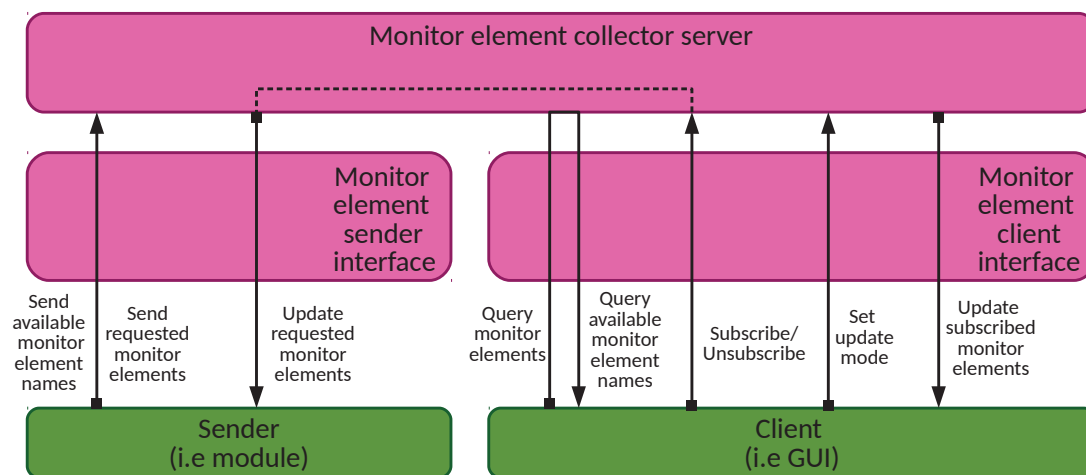 Monitor element collector server
Monitor
element
sender
interface
Monitor
element
client
interface
Send
available
monitor
element
names
Send
requested
monitor
elements
Update
requested
monitor
elements
Query
monitor
elements
Query
available
monitor
element
names
Subscribe/
Unsubscribe
Set
update
mode
Update
subscribed
monitor
elements
Sender
(i.e module)
Client
(i.e GUI)